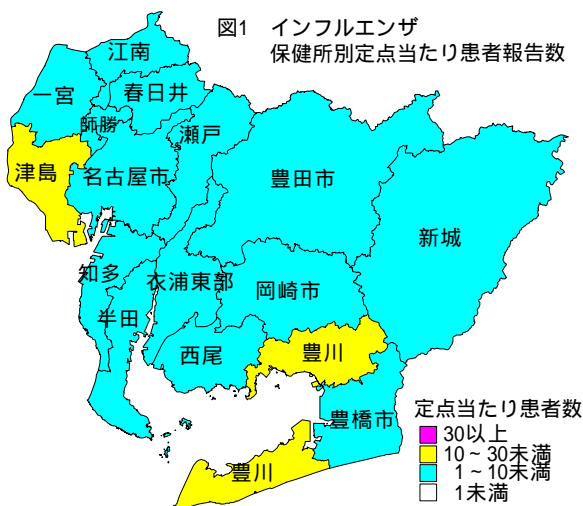 図1 インフルエンザ
保健所別定点当たり患者報告数
江南
一宮
春日井
師勝
瀬戸
津島
名古屋市
豊田市
新城
知多
衣浦東部
岡崎市
半田
西尾
豊川
豊橋市
豊川
定点当たり患者数
30以上
10~30未満
1~10未満
1未満